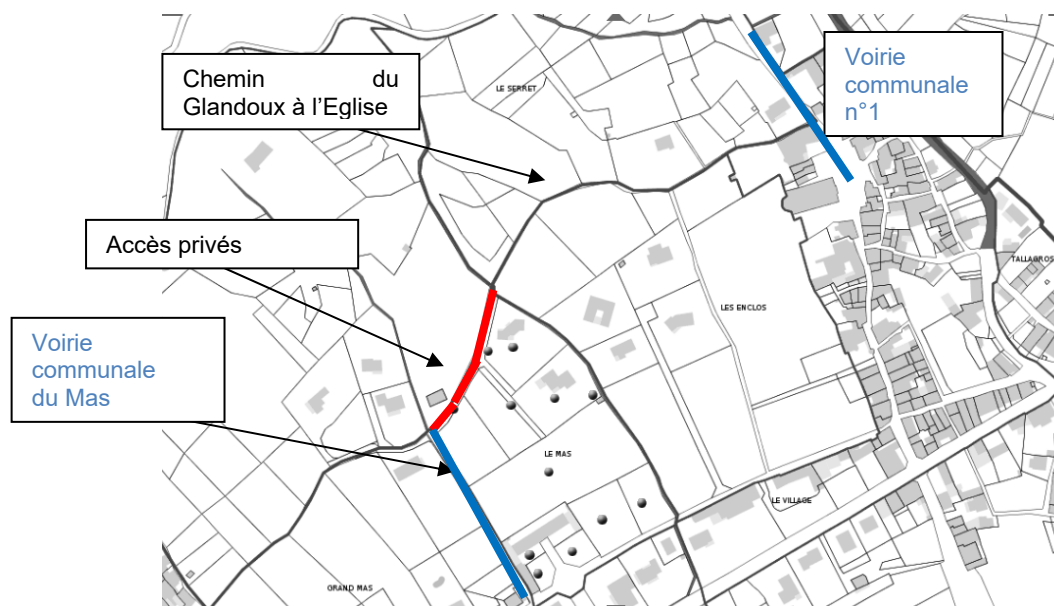 Chemin du
Glandoux à l’Eglise
Voirie
communale
n°1
LE SERRET
Accès privés
TALLAGROS
LES ENCLOS
Voirie
communale
du Mas
LE MAS
LE VILLAGE
GRAND MAS